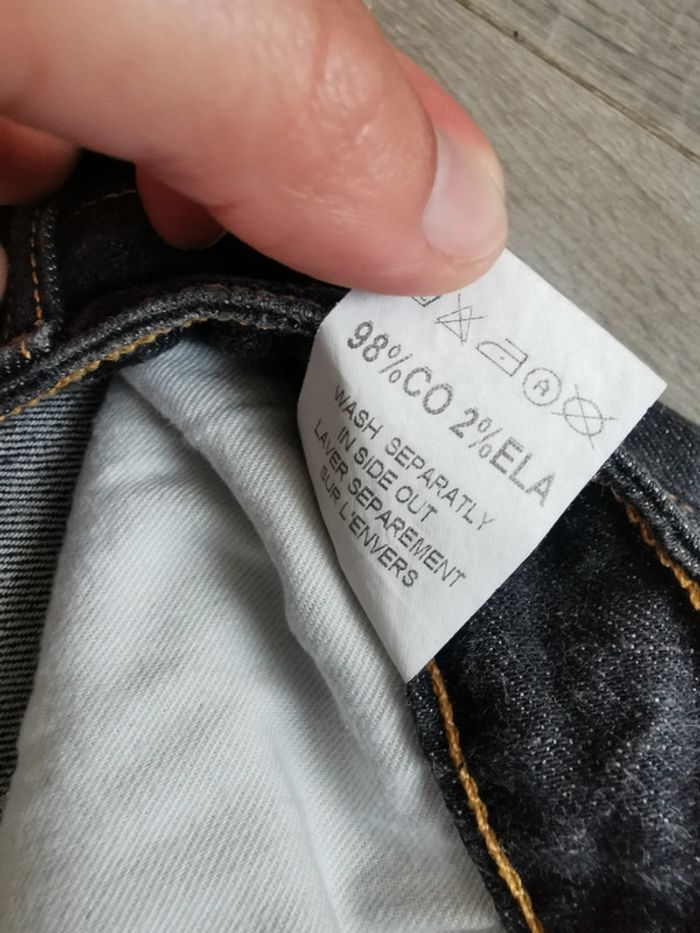 98%CO 2%ELA
WASH SEPARATLY
IN SIDE OUT
LAVER SEPAREMENT
SUR L'ENVERS